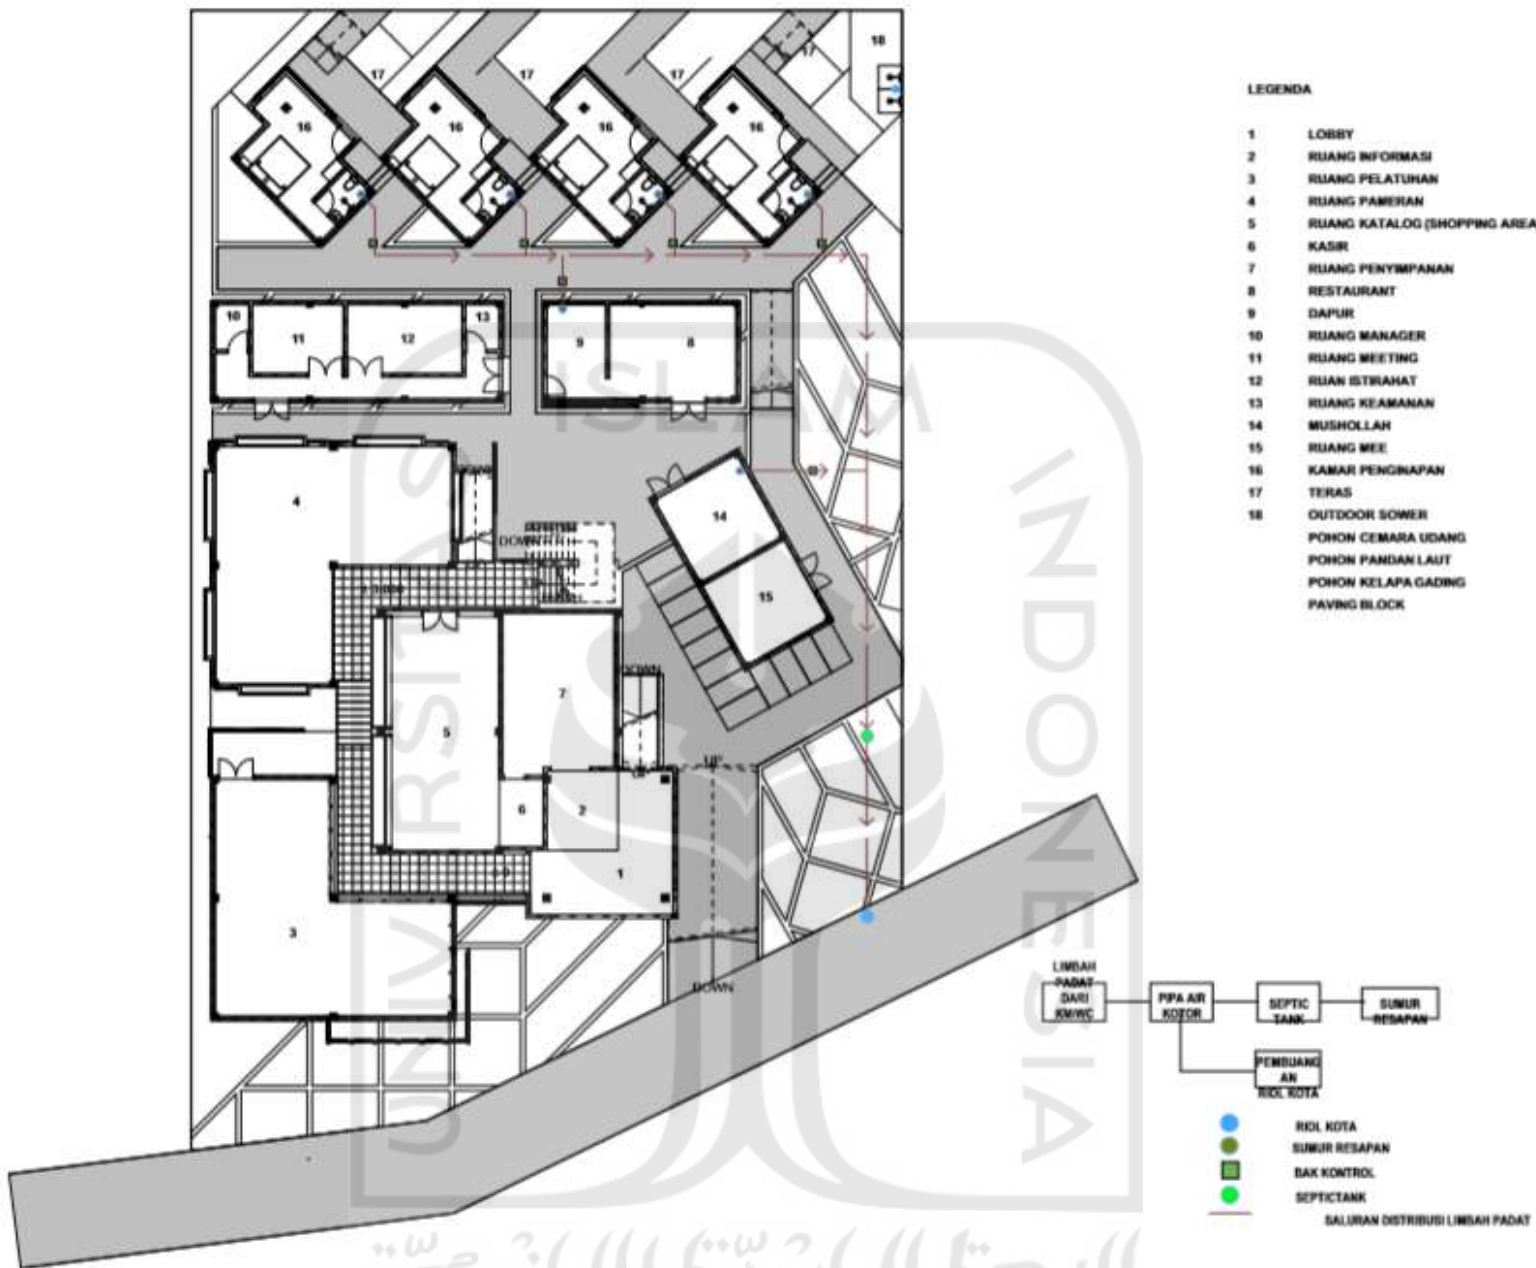 18
17
17
17
17
16
16
16
16
10
11
12
13
9
8
4
DOWN
DOWN
14
15
DOWN
7
5
UP
6
2
1
3
DOWN
LEGENDA
1 LOBBY
2 RUANG INFORMASI
3 RUANG PELATUHAN
4 RUANG PAMERAN
5 RUANG KATALOG (SHOPPING AREA
6 KASIR
7 RUANG PENYIMPANAN
8 RESTAURANT
9 DAPUR
10 RUANG MANAGER
11 RUANG MEETING
12 RUAN ISTIRAHAT
13 RUANG KEAMANAN
14 MUSHOLLAH
15 RUANG MEE
16 KAMAR PENGINAPAN
17 TERAS
18 OUTDOOR SOWER
POHON CEMARA UDANG
POHON PANDAN LAUT
POHON KELAPA GADING
PAVING BLOCK
LIMBAH
PADAT
DARI
KM/WC
PIPA AIR
KOTOR
SEPTIC
TANK
SUMUR
RESAPAN
PEMBUANG
AN
RIOL KOTA
RIOL KOTA
SUMUR RESAPAN
BAK KONTROL
SEPTICTANK
SALURAN DISTRIBUSI LIMBAH PADAT
UNIVERSITAS
ISLAM
INDONESIA